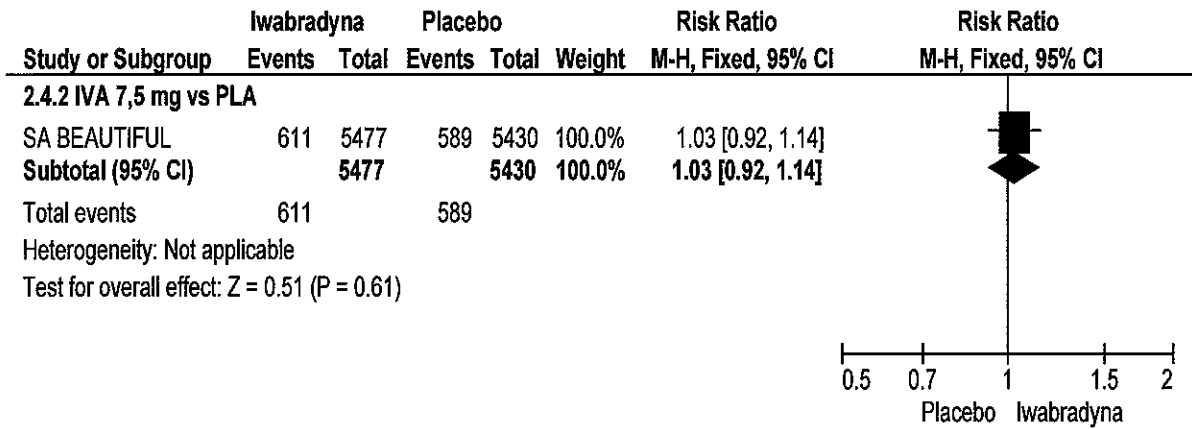 Iwabradyna Placebo Risk Ratio Risk Ratio
Study or Subgroup Events Total Events Total Weight M-H, Fixed, 95% CI M-H, Fixed, 95% CI
2.4.2 IVA 7,5 mg vs PLA
SA BEAUTIFUL 611 5477 589 5430 100.0% 1.03 [0.92, 1.14]
Subtotal (95% CI) 5477 5430 100.0% 1.03 [0.92, 1.14]
Total events 611 589
Heterogeneity: Not applicable
Test for overall effect: Z = 0.51 (P = 0.61)
0.5 0.7 1 1.5 2
Placebo Iwabradyna